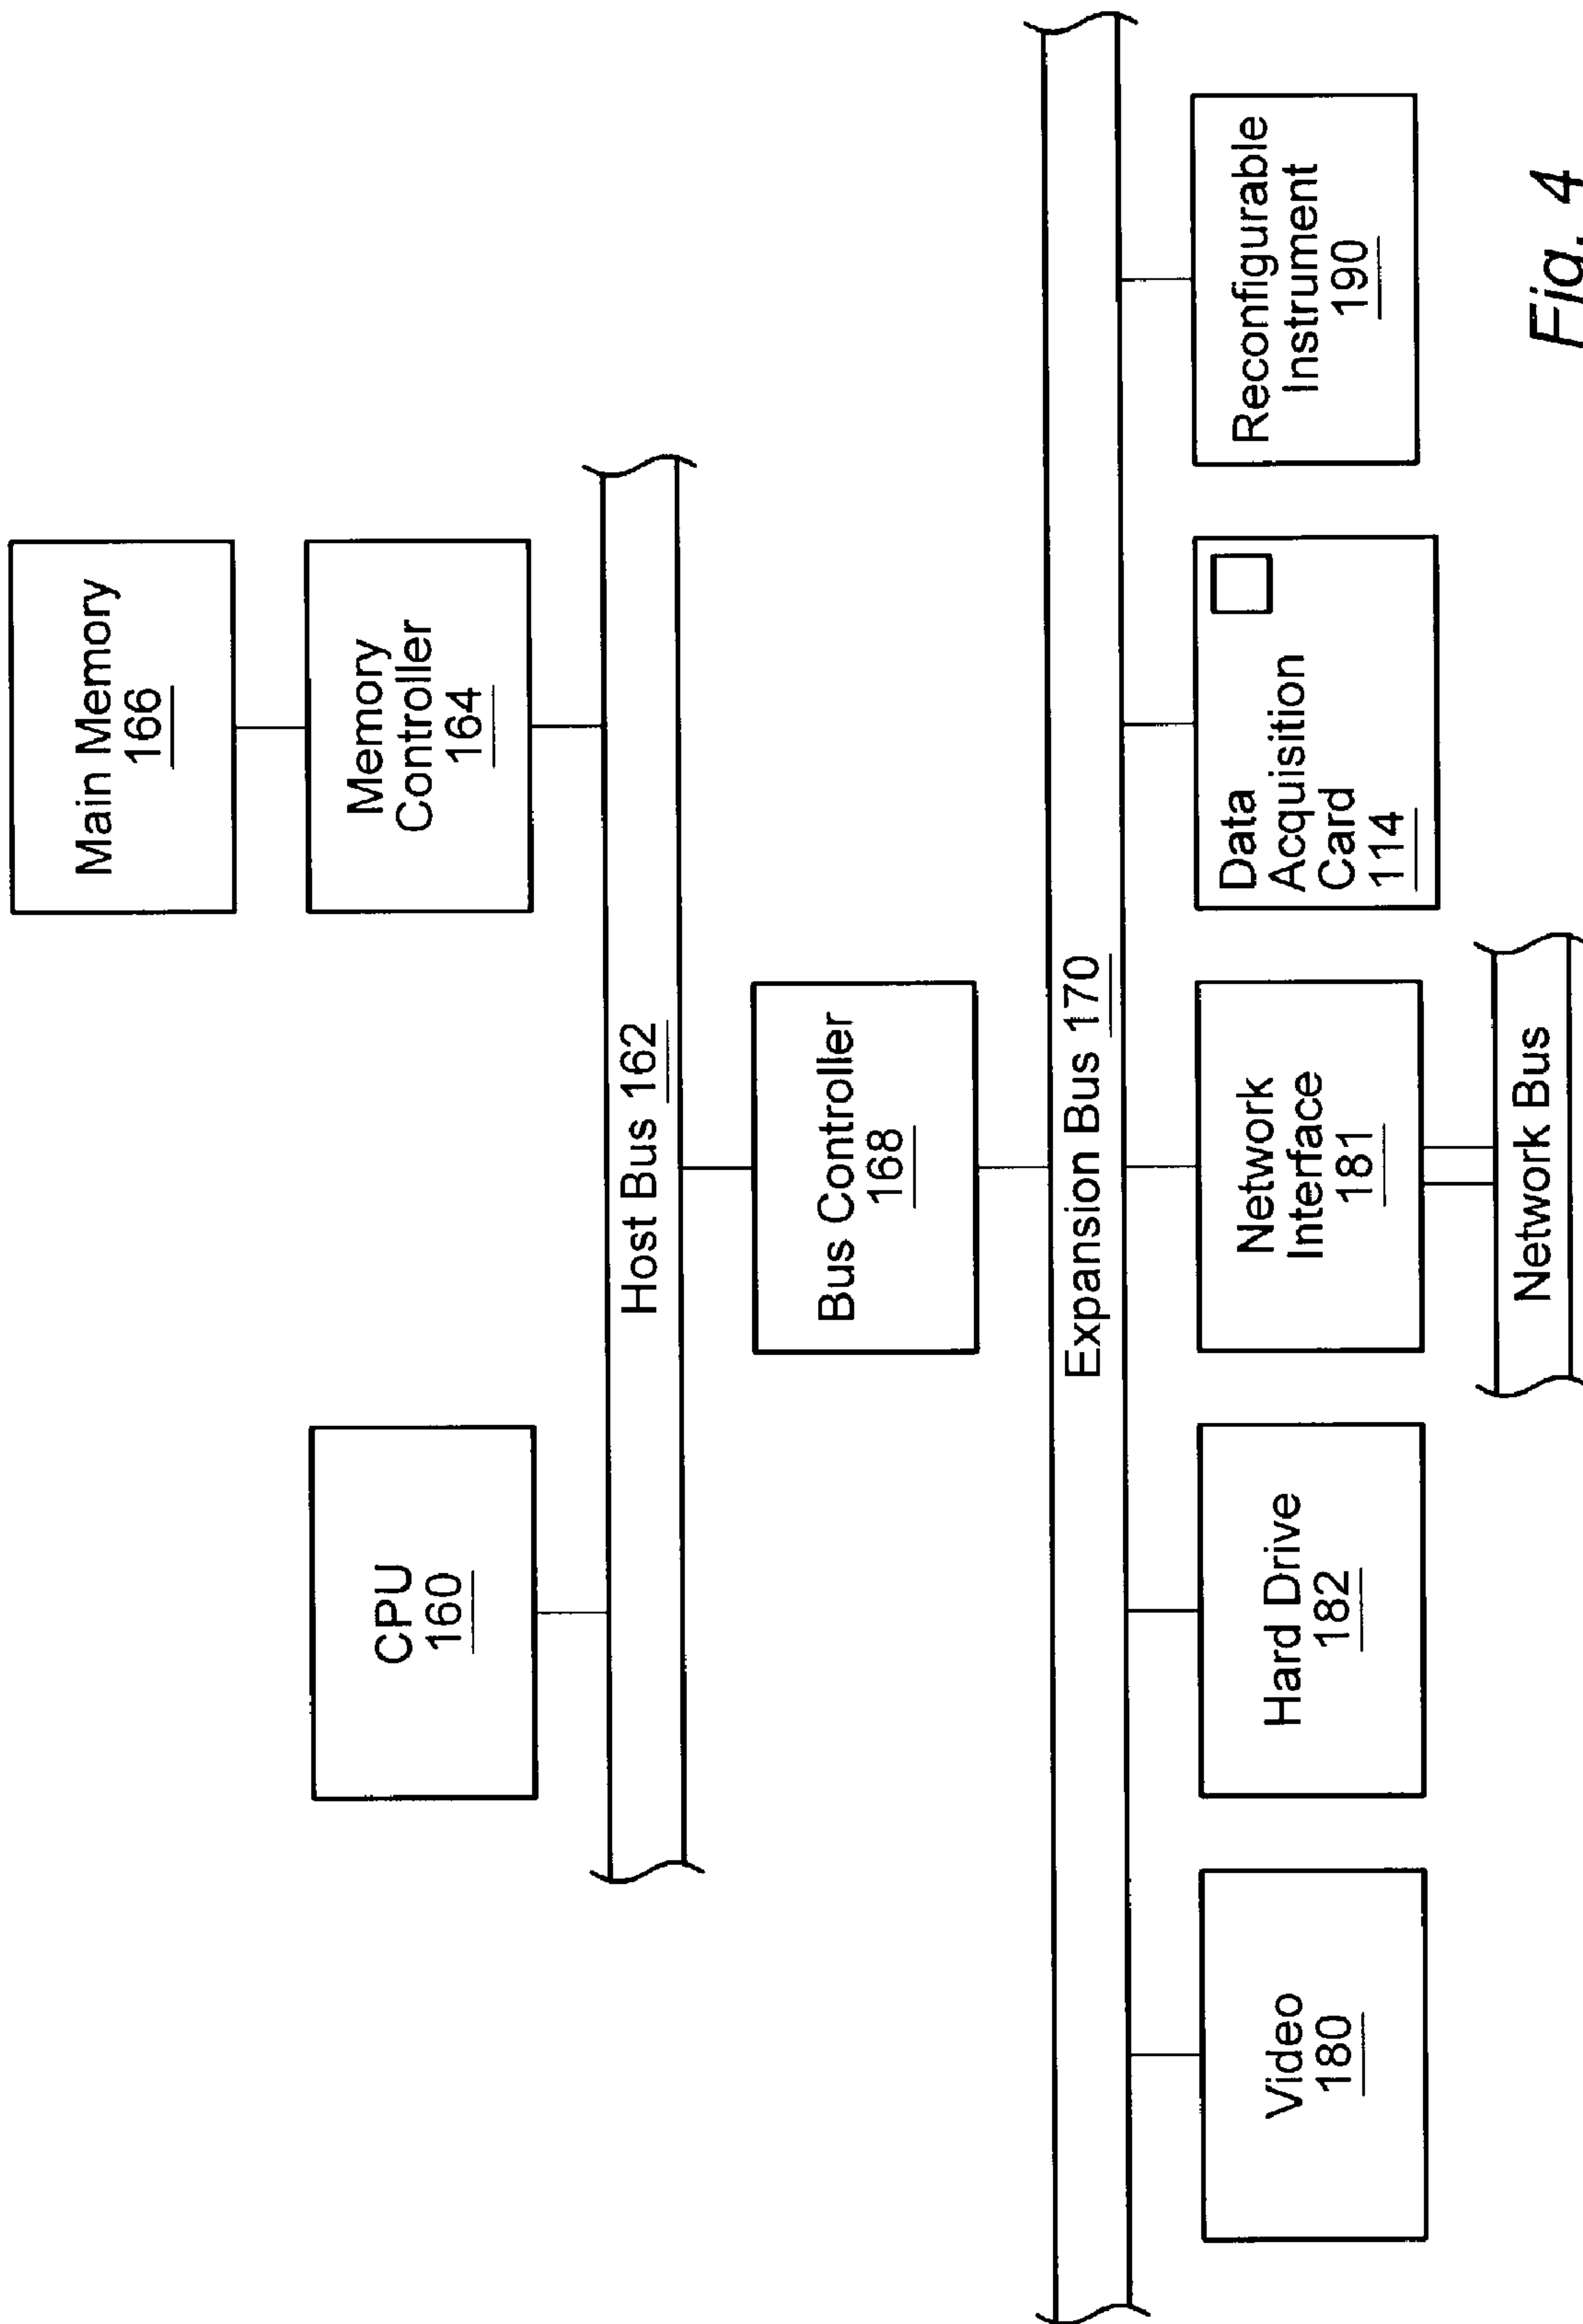 Main Memory
166
CPU
160
Memory
Controller
164
Host Bus 162
Bus Controller
168
Expansion Bus 170
Video
180
Hard Drive
182
Network
Interface
181
Data
Acquisition
Card
114
Reconfigurable
Instrument
190
Network Bus
Fig. 4